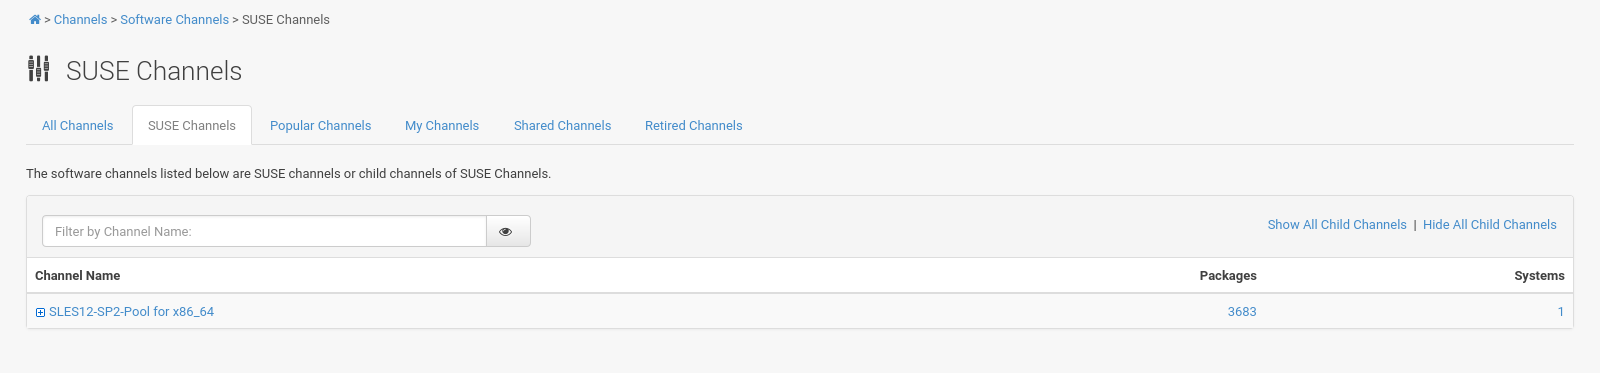 > Channels > Software Channels > SUSE Channels
SUSE Channels
All Channels SUSE Channels Popular Channels My Channels Shared Channels Retired Channels
The software channels listed below are SUSE channels or child channels of SUSE Channels.
Filter by Channel Name: Show All Child Channels | Hide All Child Channels
Channel Name Packages Systems
SLES12-SP2-Pool for x86_64 3683 1